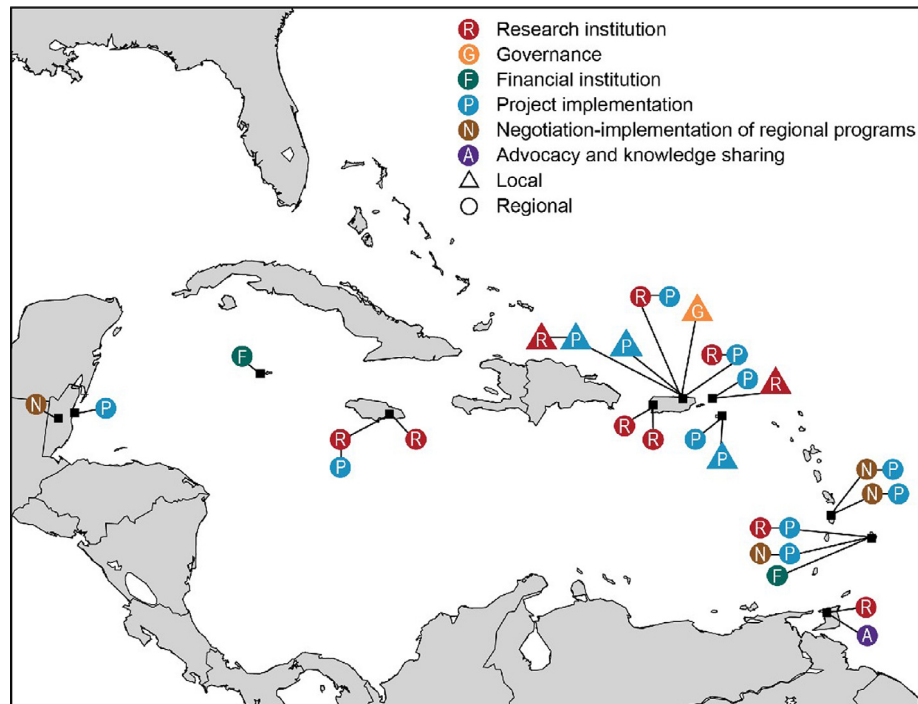 R Research institution
G Governance
F Financial institution
P Project implementation
N Negotiation-implementation of regional programs
A Advocacy and knowledge sharing
Local
Regional
R P
G
R P
P
R P
F
P
R
N
P
R
R
R
R
P
P
P
N P
N P
R P
N P
F
R
A